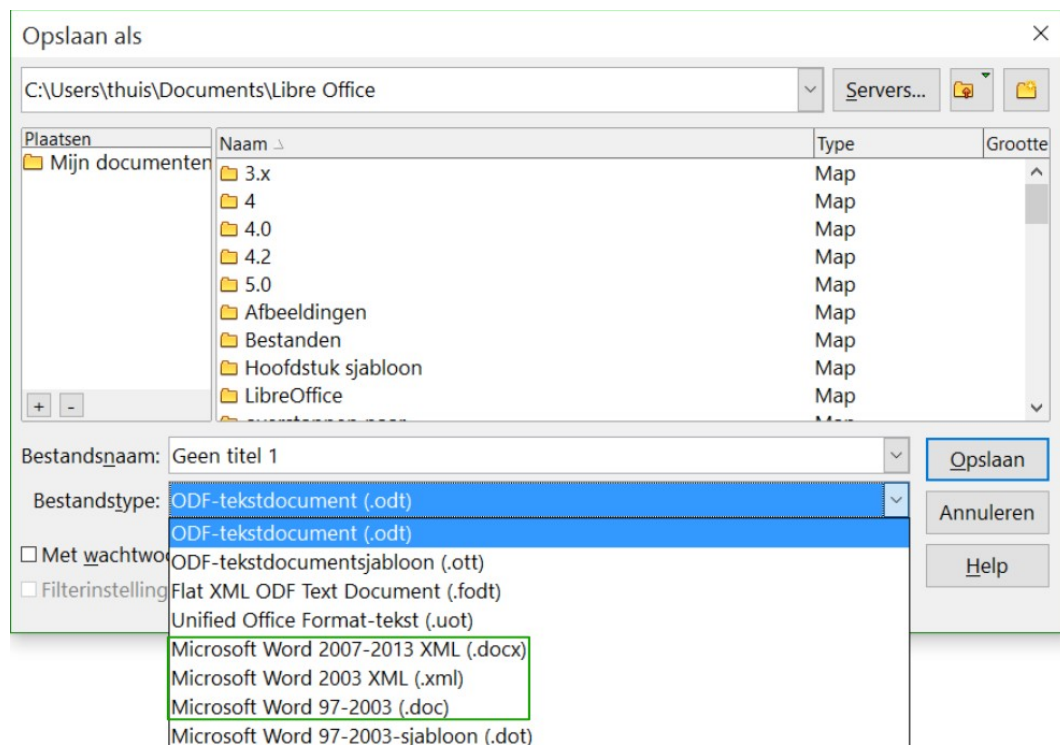 Opslaan als
C:\Users\thuis\Documents\Libre Office
Servers...
Plaatsen
Mijn documenten
+ -
Naam Type Grootte
3.x Map
4 Map
4.0 Map
4.2 Map
5.0 Map
Afbeeldingen Map
Bestanden Map
Hoofdstuk sjabloon Map
LibreOffice Map
Bestandsnaam: Geen titel 1
Opslaan
Bestandstype: ODF-tekstdocument (.odt)
Annuleren
Help
Met wachtwoo
Filterinstelling
ODF-tekstdocument (.odt)
ODF-tekstdocumentsjabloon (.ott)
Flat XML ODF Text Document (.fodt)
Unified Office Format-tekst (.uot)
Microsoft Word 2007-2013 XML (.docx)
Microsoft Word 2003 XML (.xml)
Microsoft Word 97-2003 (.doc)
Microsoft Word 97-2003-sjabloon (.dot)